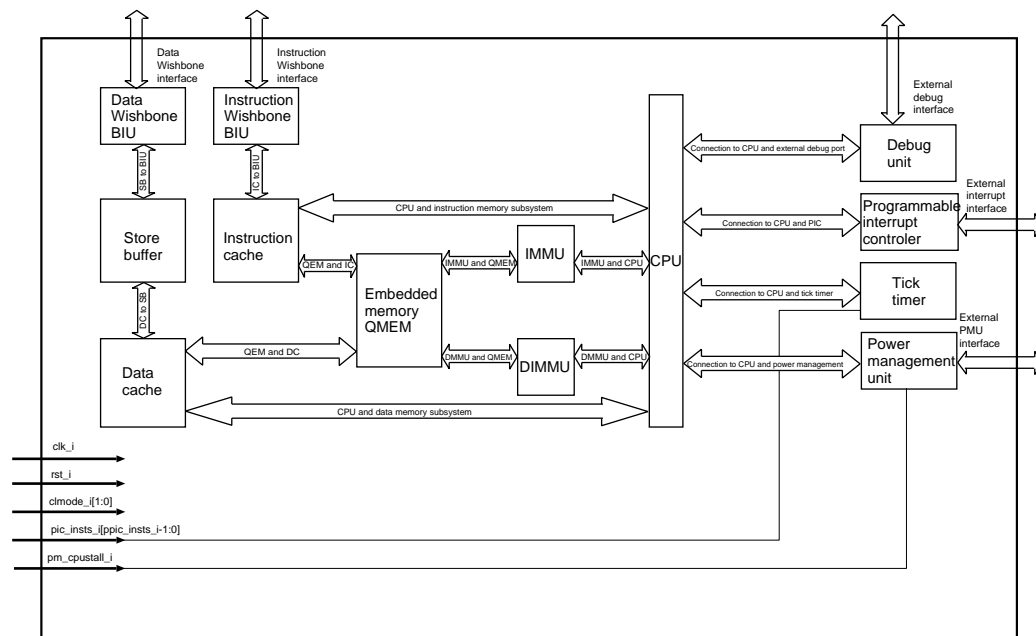 Data
Wishbone
interface
Instruction
Wishbone
interface
External
debug
interface
Data
Wishbone
BIU
Instruction
Wishbone
BIU
Debug
unit
Connection to CPU and external debug port
SB to BIU
IC to BIU
External
interrupt
interface
Store
buffer
Instruction
cache
CPU and instruction memory subsystem
Connection to CPU and PIC
Programmable
interrupt
controler
QEM and IC
IMMU and QMEM
IMMU
IMMU and CPU
CPU
Embedded
memory
QMEM
Connection to CPU and tick timer
Tick
timer
DC to SB
External
PMU
interface
Data
cache
QEM and DC
DMMU and QMEM
DIMMU
DMMU and CPU
Connection to CPU and power management
Power
management
unit
CPU and data memory subsystem
clk_i
rst_i
clmode_i[1:0]
pic_insts_i[ppic_insts_i-1:0]
pm_cpustall_i